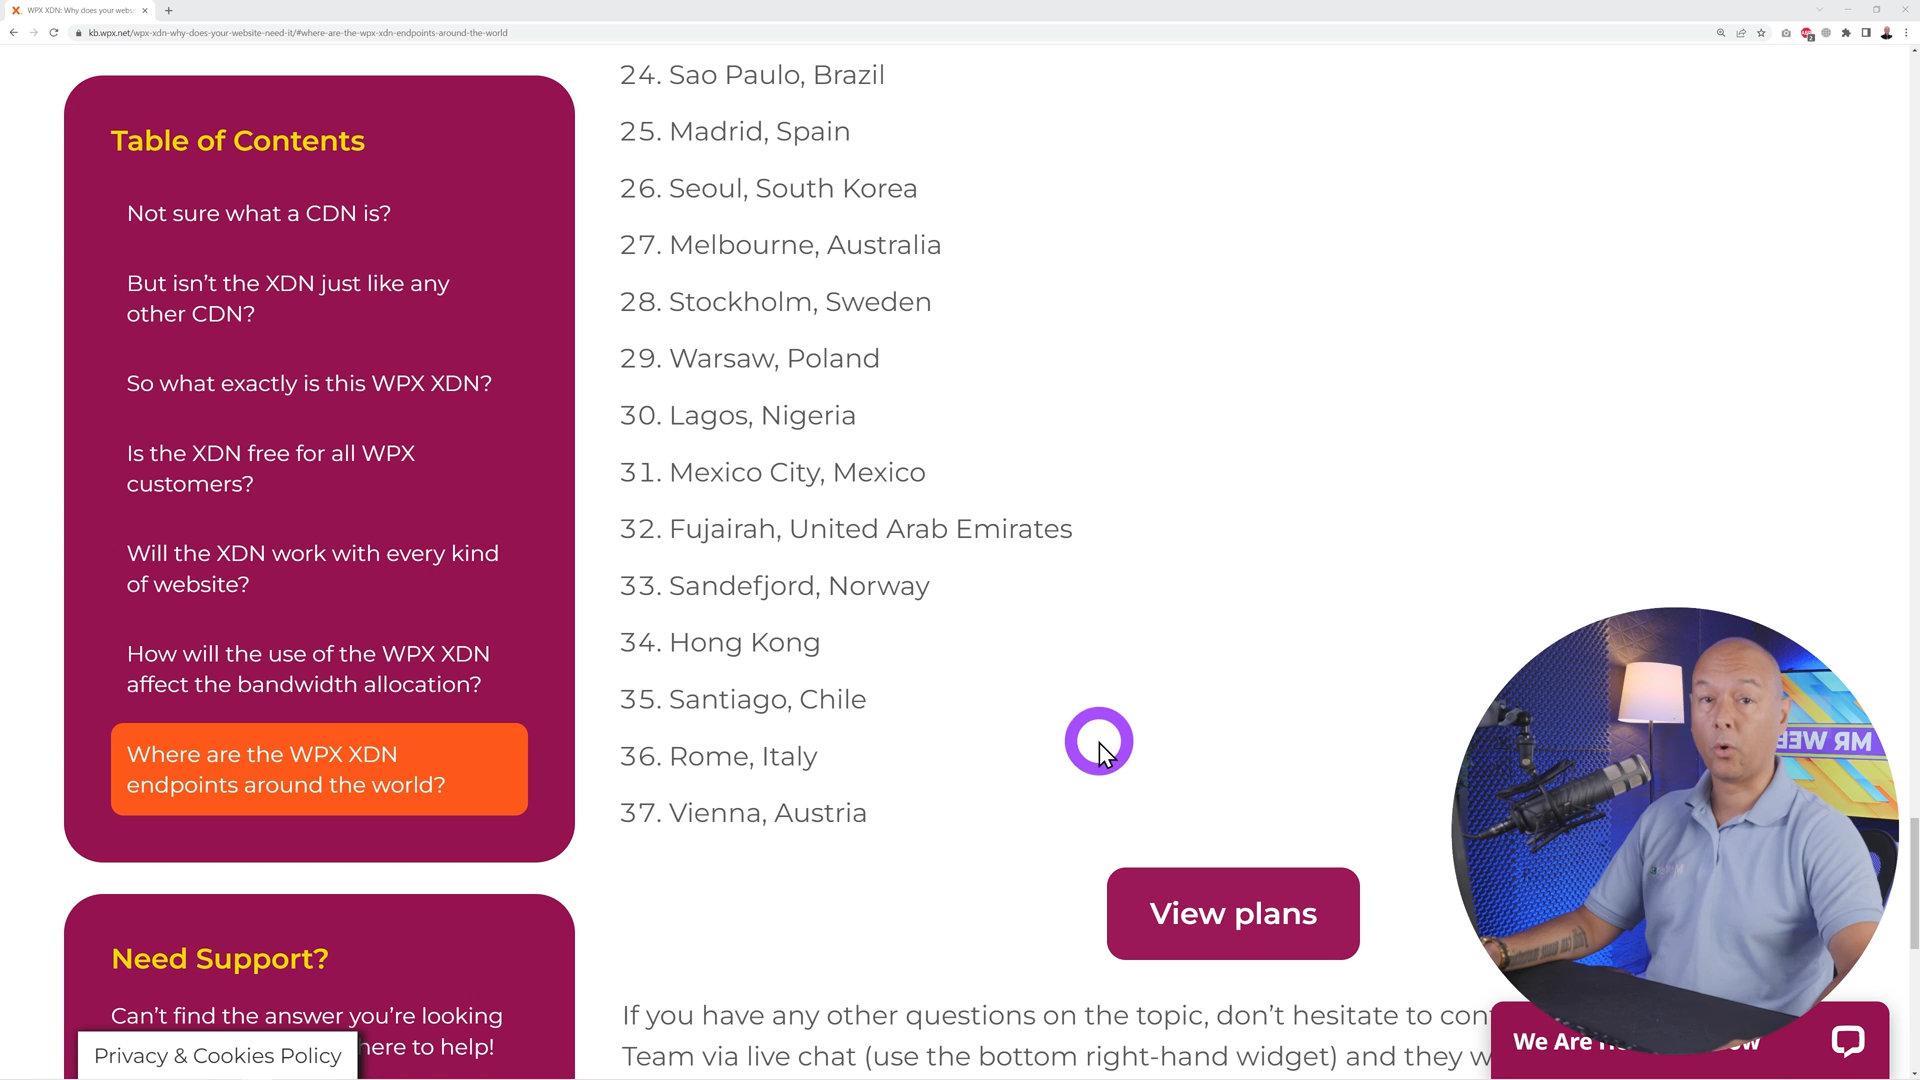 WPX XDN: Why does your websi
kb.wpx.net/wpx-xdn-why-does-your-website-need-it/#where-are-the-wpx-xdn-endpoints-around-the-world
Table of Contents
Not sure what a CDN is?
But isn’t the XDN just like any
other CDN?
So what exactly is this WPX XDN?
Is the XDN free for all WPX
customers?
Will the XDN work with every kind
of website?
How will the use of the WPX XDN
affect the bandwidth allocation?
Where are the WPX XDN
endpoints around the world?
Need Support?
Can’t find the answer you’re looking
here to help!
Privacy & Cookies Policy
24. Sao Paulo, Brazil
25. Madrid, Spain
26. Seoul, South Korea
27. Melbourne, Australia
28. Stockholm, Sweden
29. Warsaw, Poland
30. Lagos, Nigeria
31. Mexico City, Mexico
32. Fujairah, United Arab Emirates
33. Sandefjord, Norway
34. Hong Kong
35. Santiago, Chile
36. Rome, Italy
37. Vienna, Austria
View plans
If you have any other questions on the topic, don’t hesitate to con
Team via live chat (use the bottom right-hand widget) and they w
MR WEB
We Are